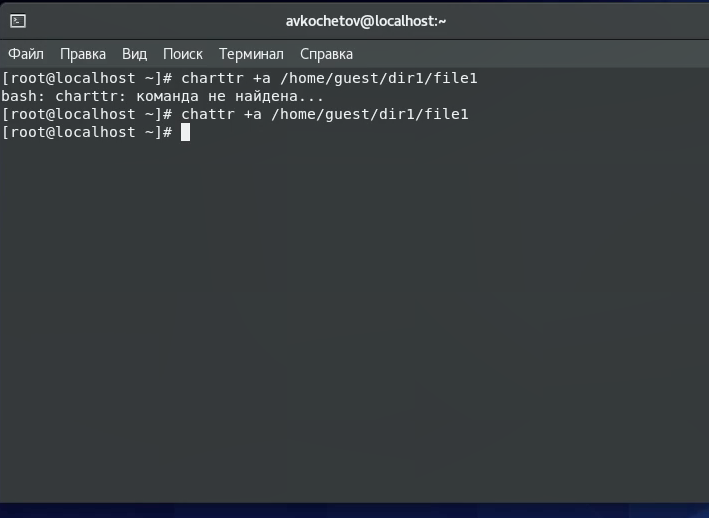 avkochetov@localhost:~
Файл Правка Вид Поиск Терминал Справка
[root@localhost ~]# charttr +a /home/guest/dir1/file1
bash: charttr: команда не найдена...
[root@localhost ~]# chattr +a /home/guest/dir1/file1
[root@localhost ~]#